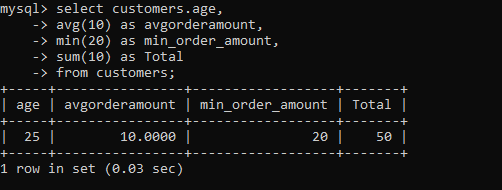 mysql> select customers.age,
    -> avg(10) as avgorderamount,
    -> min(20) as min_order_amount,
    -> sum(10) as Total
    -> from customers;
+-----+----------------+------------------+-------+
| age | avgorderamount | min_order_amount | Total |
+-----+----------------+------------------+-------+
|  25 |        10.0000 |               20 |    50 |
+-----+----------------+------------------+-------+
1 row in set (0.03 sec)